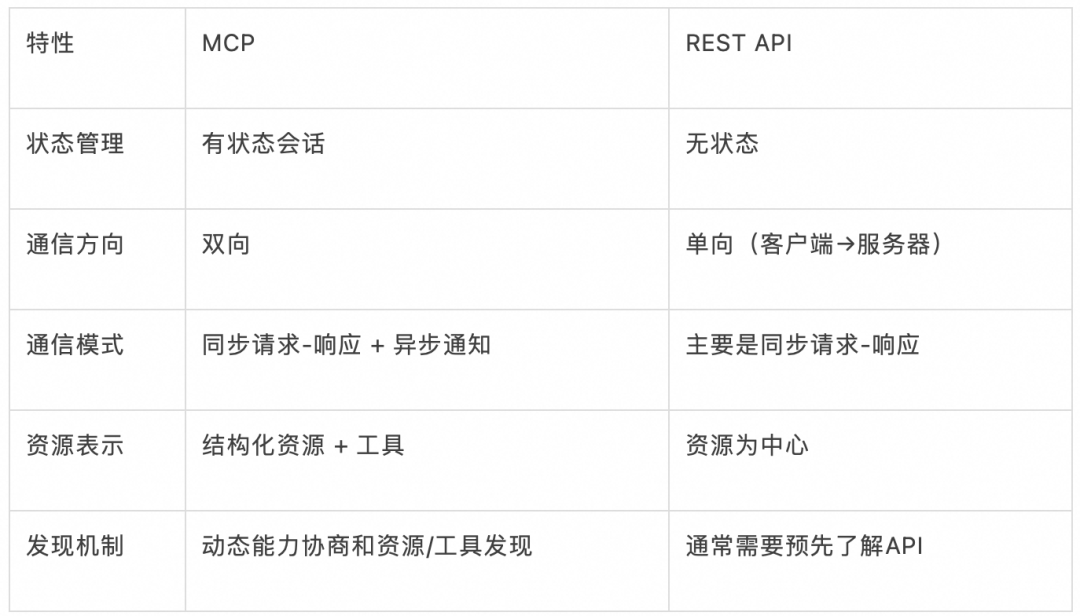 特性 MCP REST API
状态管理 有状态会话 无状态
通信方向 双向 单向（客户端→服务器）
通信模式 同步请求-响应 + 异步通知 主要是同步请求-响应
资源表示 结构化资源 + 工具 资源为中心
发现机制 动态能力协商和资源/工具发现 通常需要预先了解API